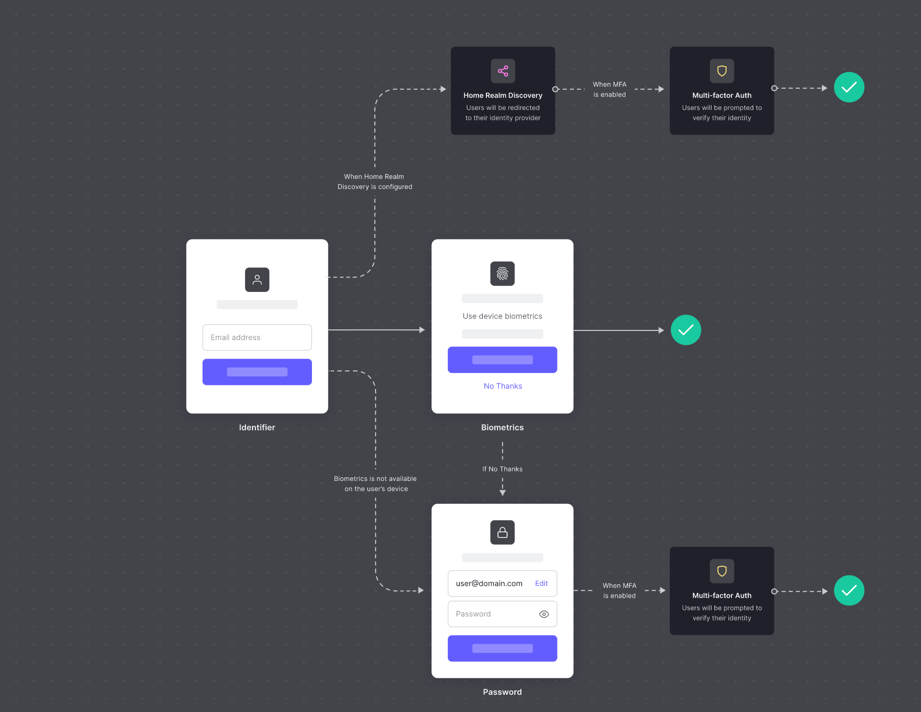 Home Realm Discovery
Users will be redirected
to their identity provider
When MFA
is enabled
Multi-factor Auth
Users will be prompted to
verify their identity
When Home Realm
Discovery is configured
Email address
Identifier
Use device biometrics
No Thanks
Biometrics
If No Thanks
Biometrics is not available
on the user's device
user@domain.com Edit
Password
Password
When MFA
is enabled
Multi-factor Auth
Users will be prompted to
verify their identity